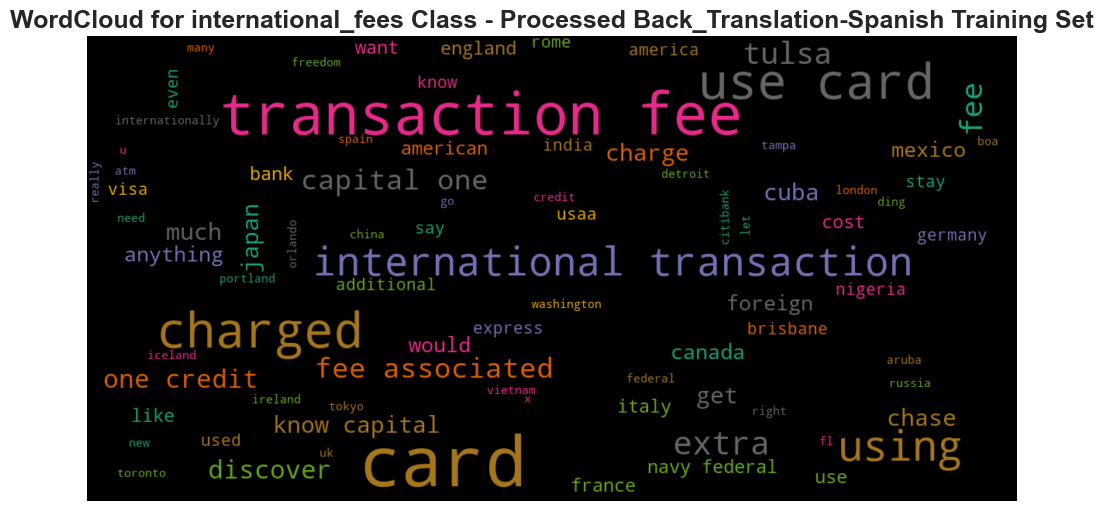 WordCloud for international_fees Class - Processed Back_Translation-Spanish Training Set
many
want
england
rome
america
tulsa
freedom
even
know
use card
fee
internationally
transaction fee
u
spain
american
india
charge
tampa
mexico
boa
really
atm
visa
bank
capital one
detroit
credit
go
cuba
london
ding
stay
need
much
japan
orlando
china
say
usaa
citibank
let
cost
germany
anything
international transaction
portland
additional
nigeria
washington
foreign
charged
express
brisbane
would
canada
iceland
fee associated
aruba
one credit
federal
russia
vietnam
x
ireland
tokyo
italy
get
right
like
know capital
chase
new
used
uk
card
extra
fl
using
toronto
discover
navy federal
france
use